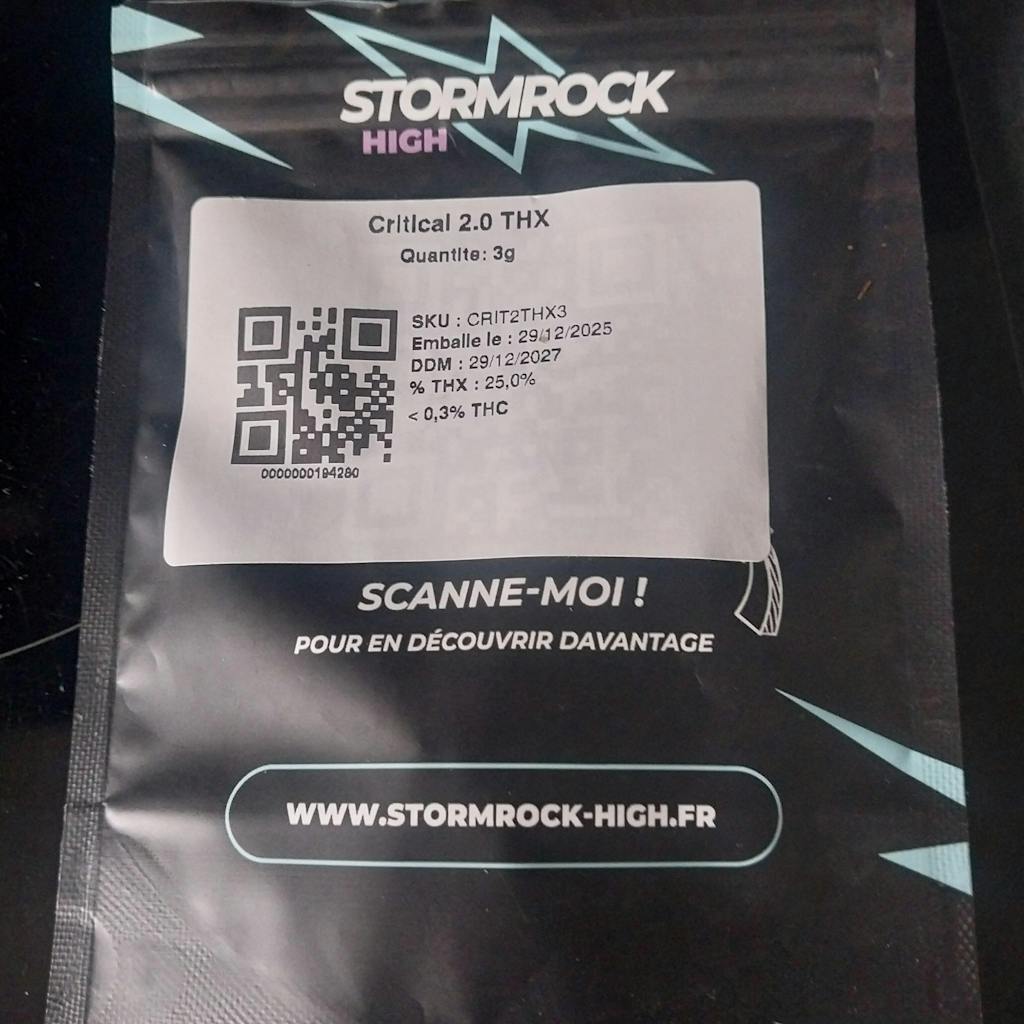 STORMROCK
HIGH
Critical 2.0 THX
Quantite: 3g
SKU : CRIT2THX3
Emballe le : 29/12/2025
DDM : 29/12/2027
% THX : 25,0%
< 0,3% THC
0000000194280
SCANNE-MOI !
POUR EN DÉCOUVRIR DAVANTAGE
WWW.STORMROCK-HIGH.FR